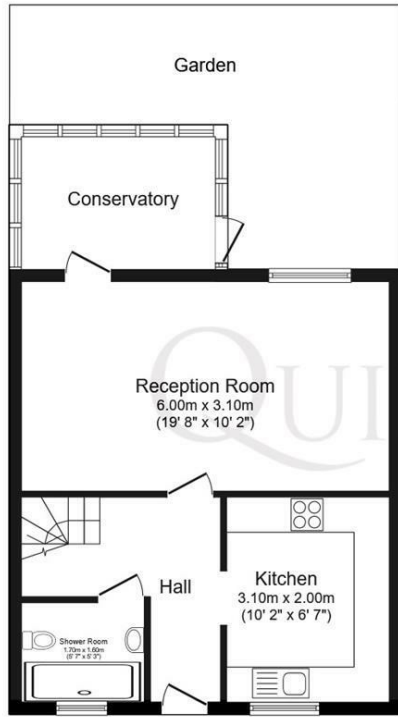 Garden
Conservatory
QUI
Reception Room
6.00m x 3.10m
(19' 8" x 10' 2")
Hall
Kitchen
3.10m x 2.00m
(10' 2" x 6' 7")
Shower Room
1.70m x 1.60m
(5' 7" x 5' 3")